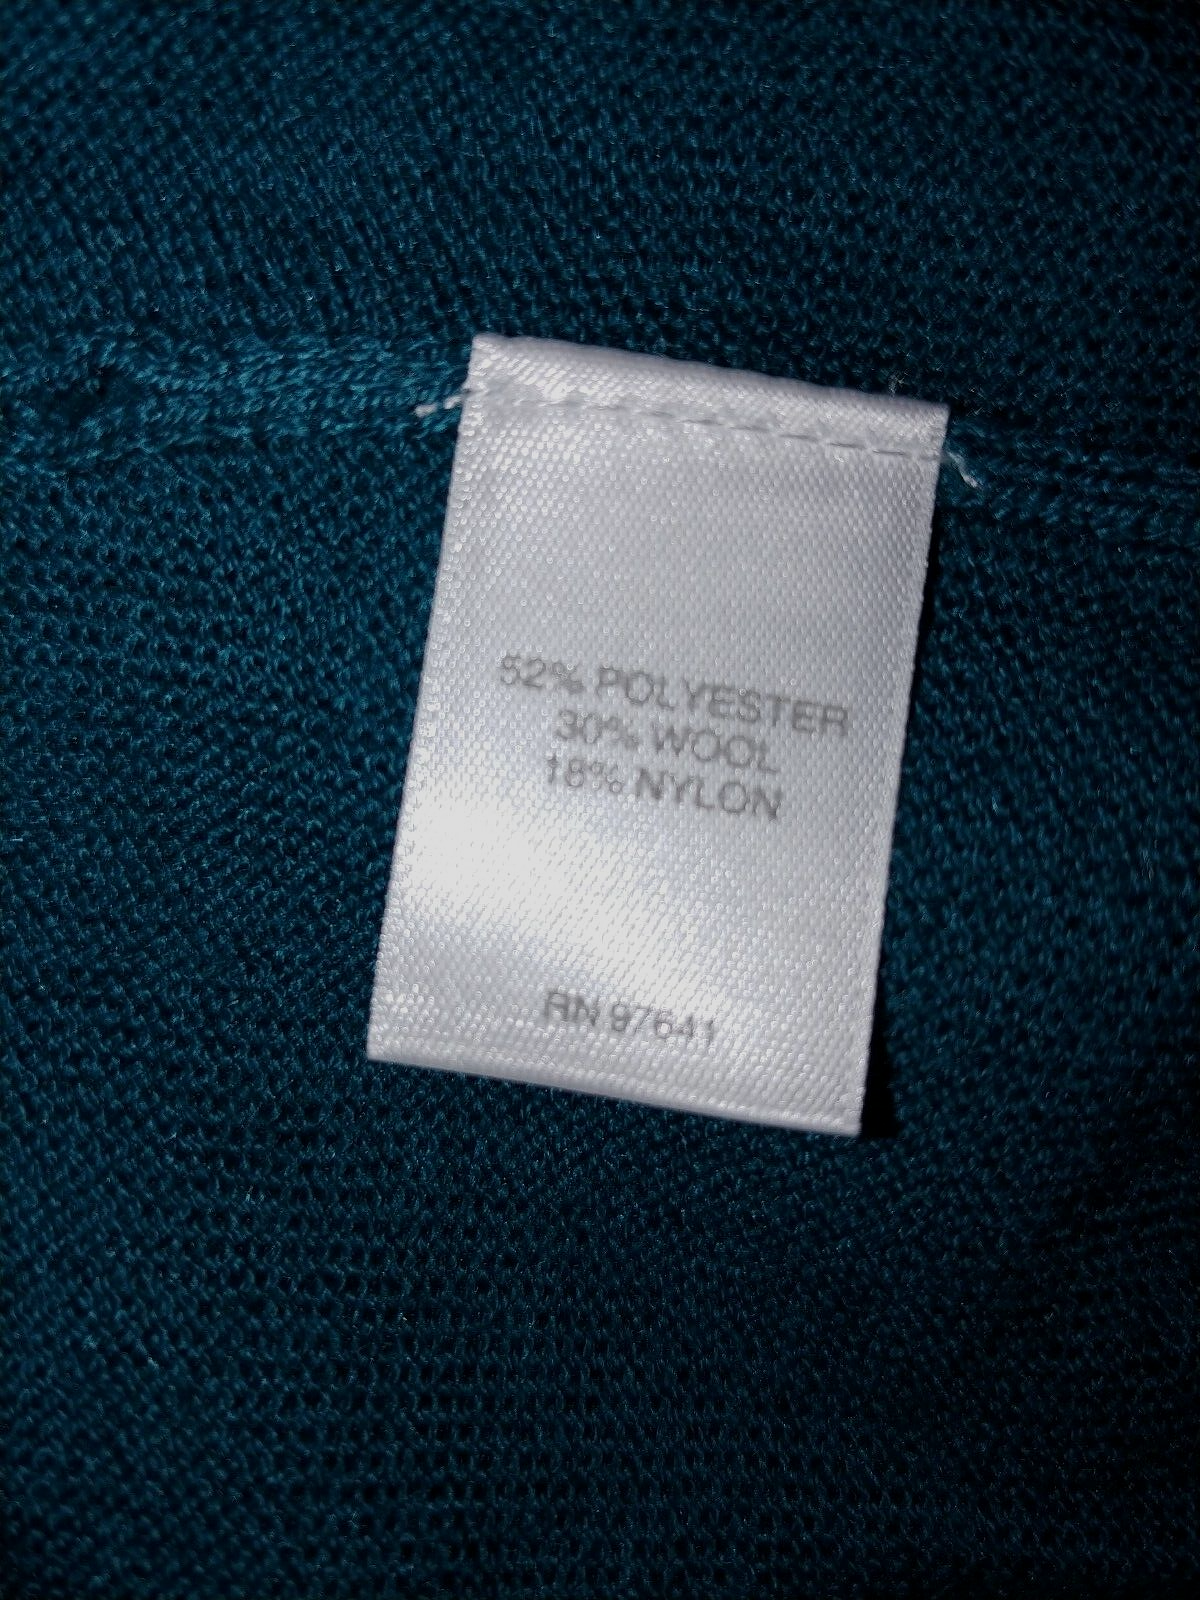 52% POLYESTER
30% WOOL
18% NYLON
RN 97641